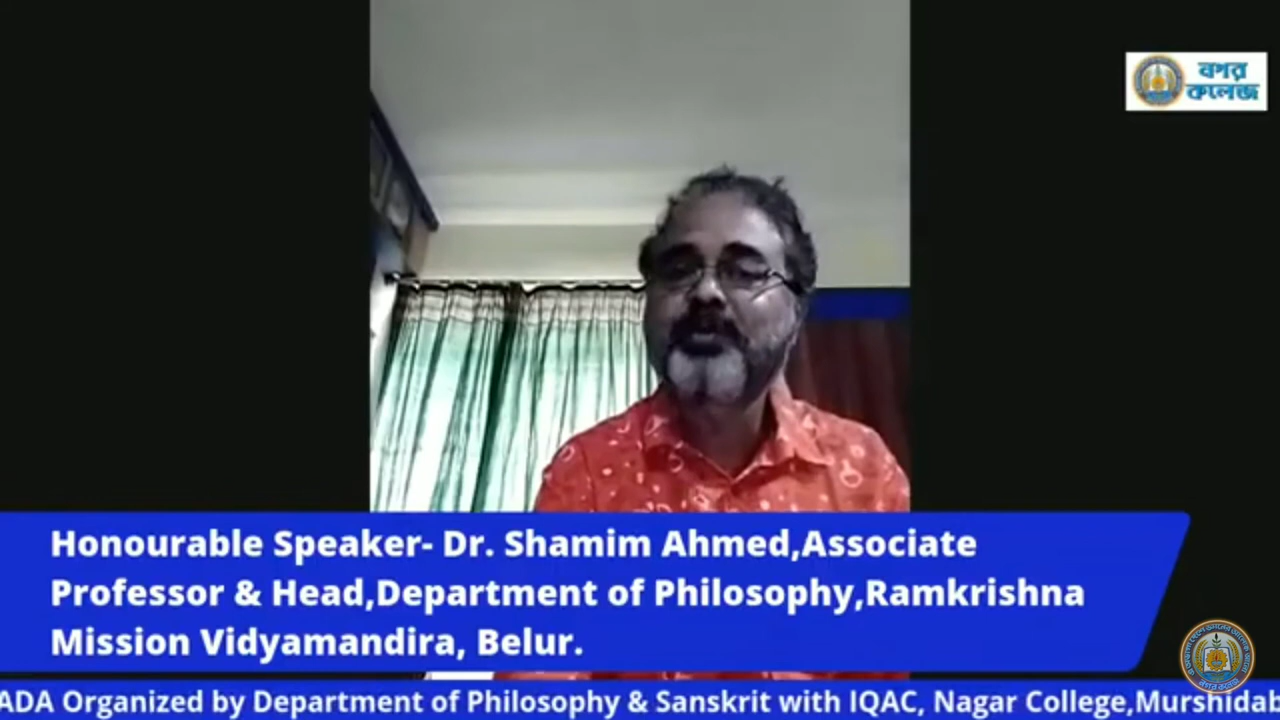 নগর
কলেজ
Honourable Speaker- Dr. Shamim Ahmed,Associate
Professor & Head,Department of Philosophy,Ramkrishna
Mission Vidyamandira, Belur.
ADA Organized by Department of Philosophy & Sanskrit with IQAC, Nagar College,Murshidab